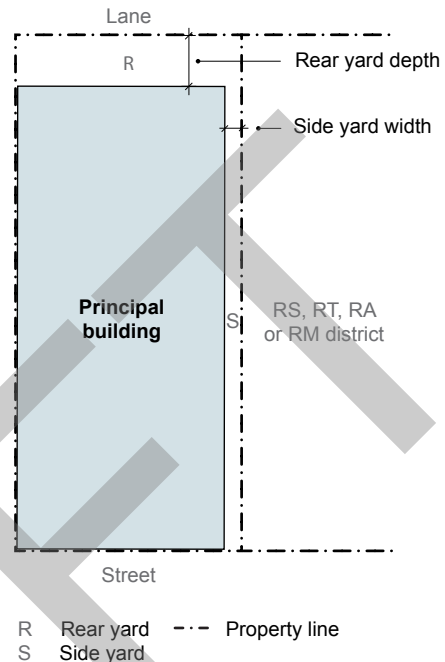 Lane
R
Rear yard depth
Side yard width
Principal
building
S
RS, RT, RA
or RM district
Street
R Rear yard Property line
S Side yard